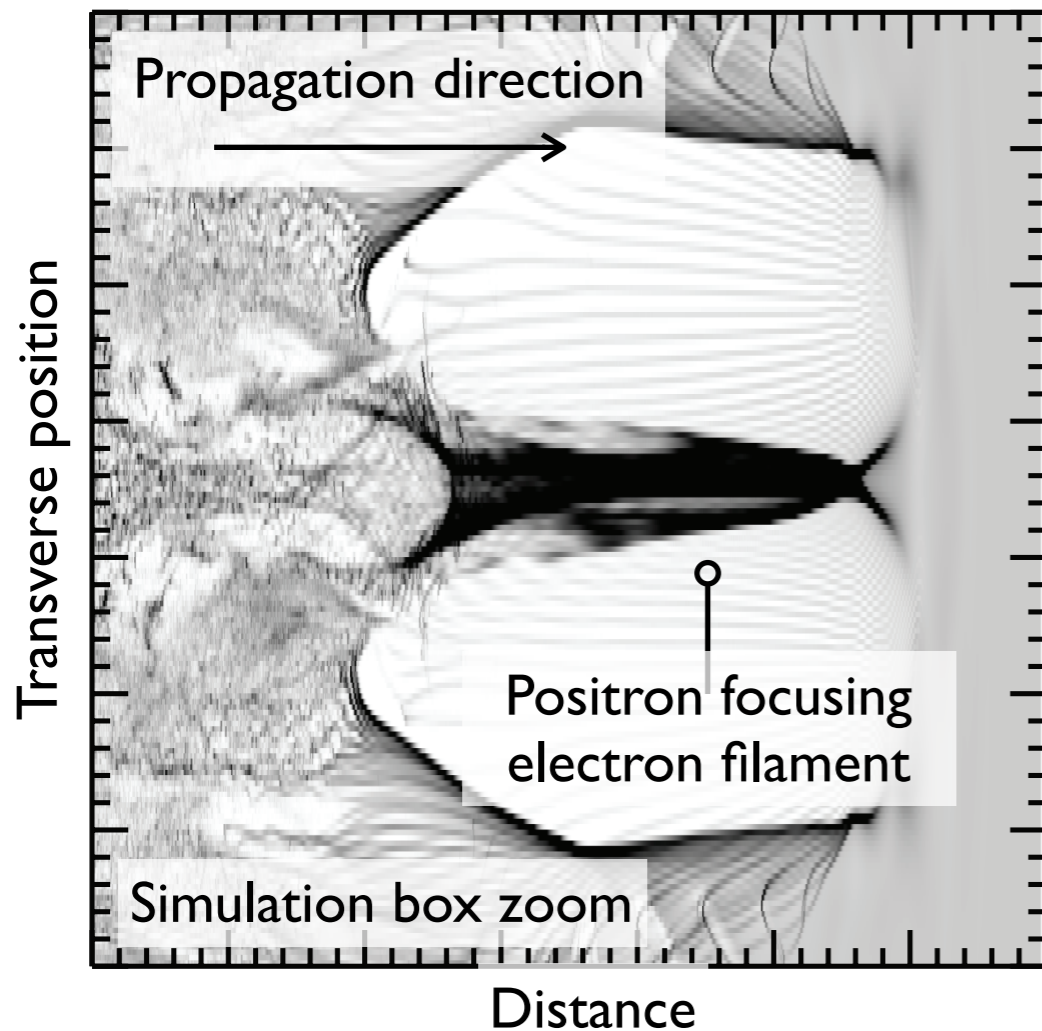 Propagation direction
Transverse position
Positron focusing
electron filament
Simulation box zoom
Distance